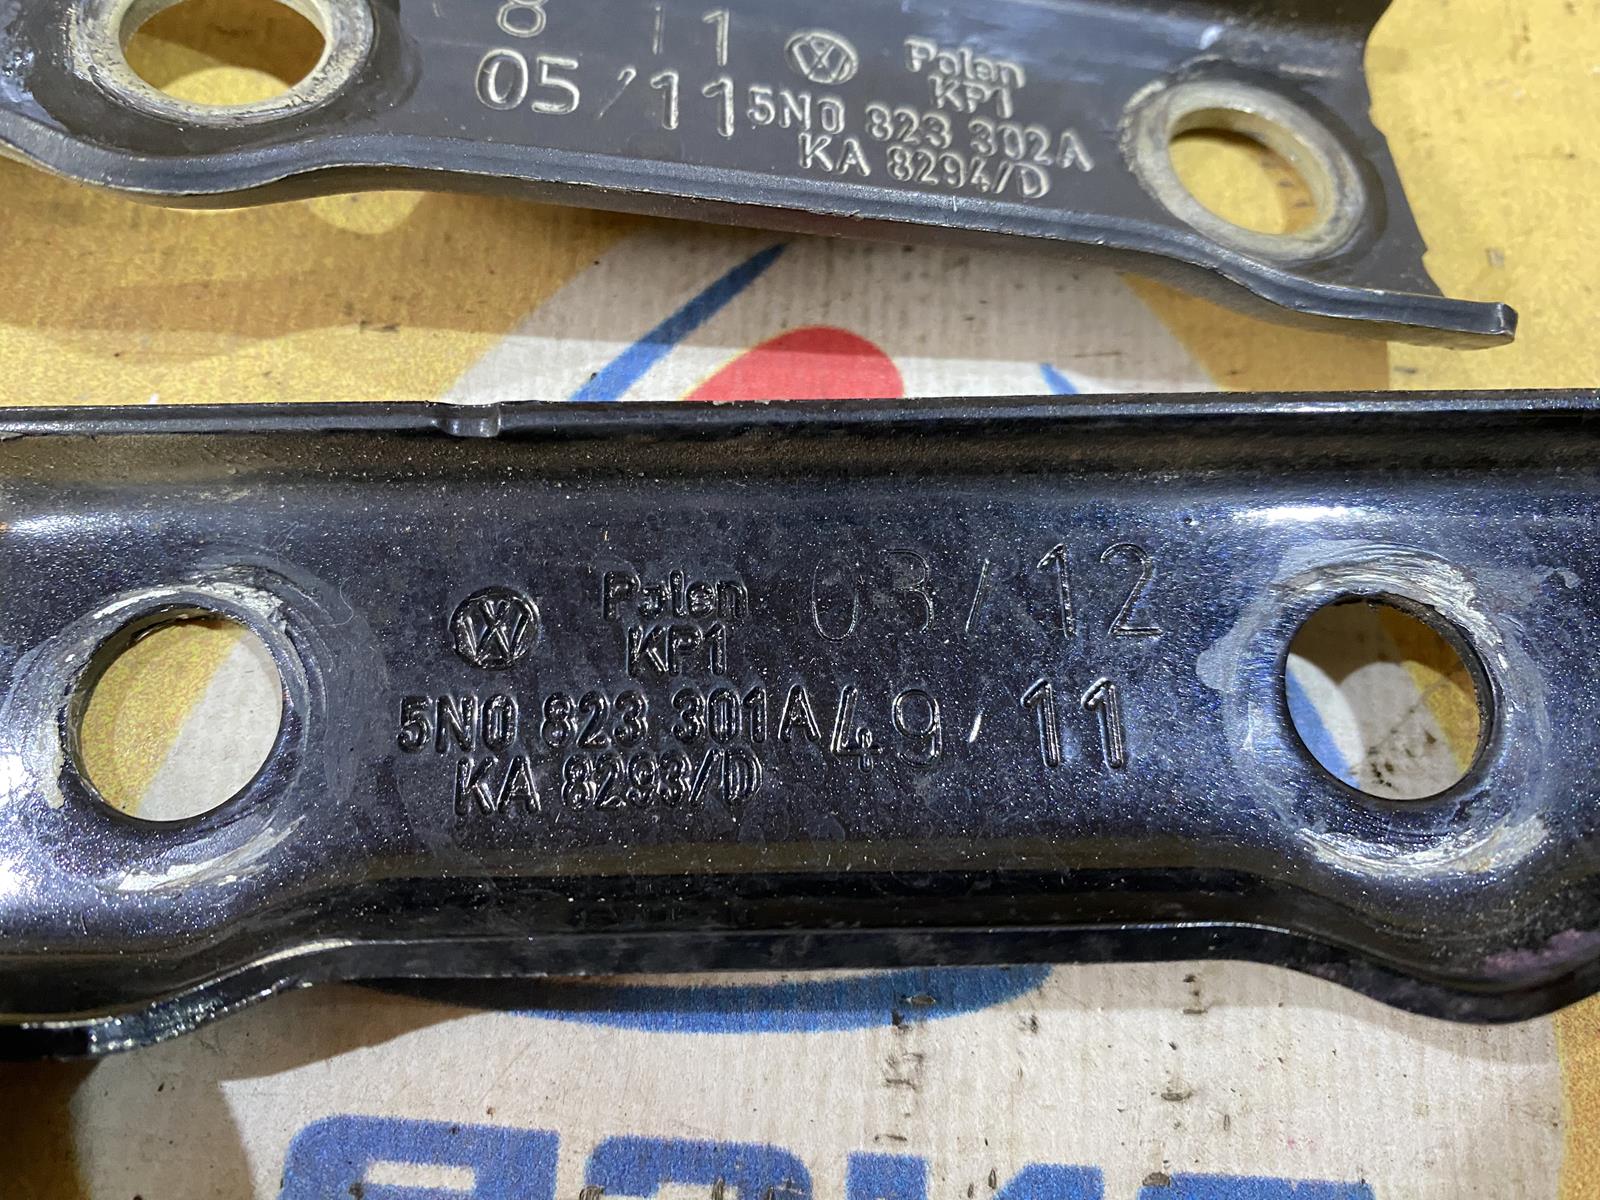 8 / 1
05 / 11
Polen
KP1
5N0 823 302A
KA 8294/D
Polen
KP1
5N0 823 301A
KA 8293/D
03 / 12
49 / 11